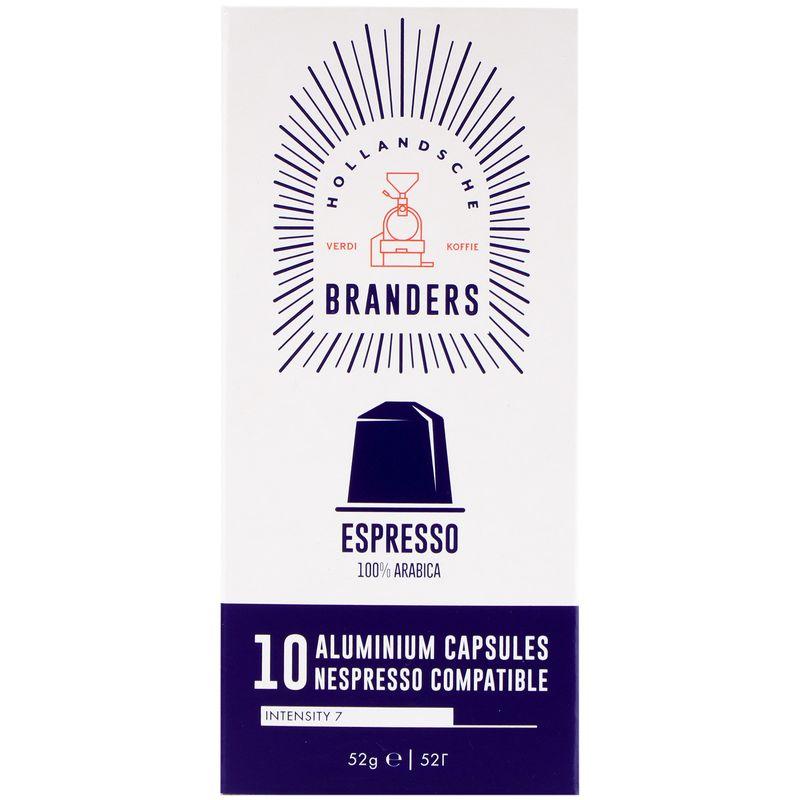 HOLLANDSCHE
VERDI KOFFIE
BRANDERS
ESPRESSO
100% ARABICA
10 ALUMINIUM CAPSULES
NESPRESSO COMPATIBLE
INTENSITY 7
52g ℮ | 52Г